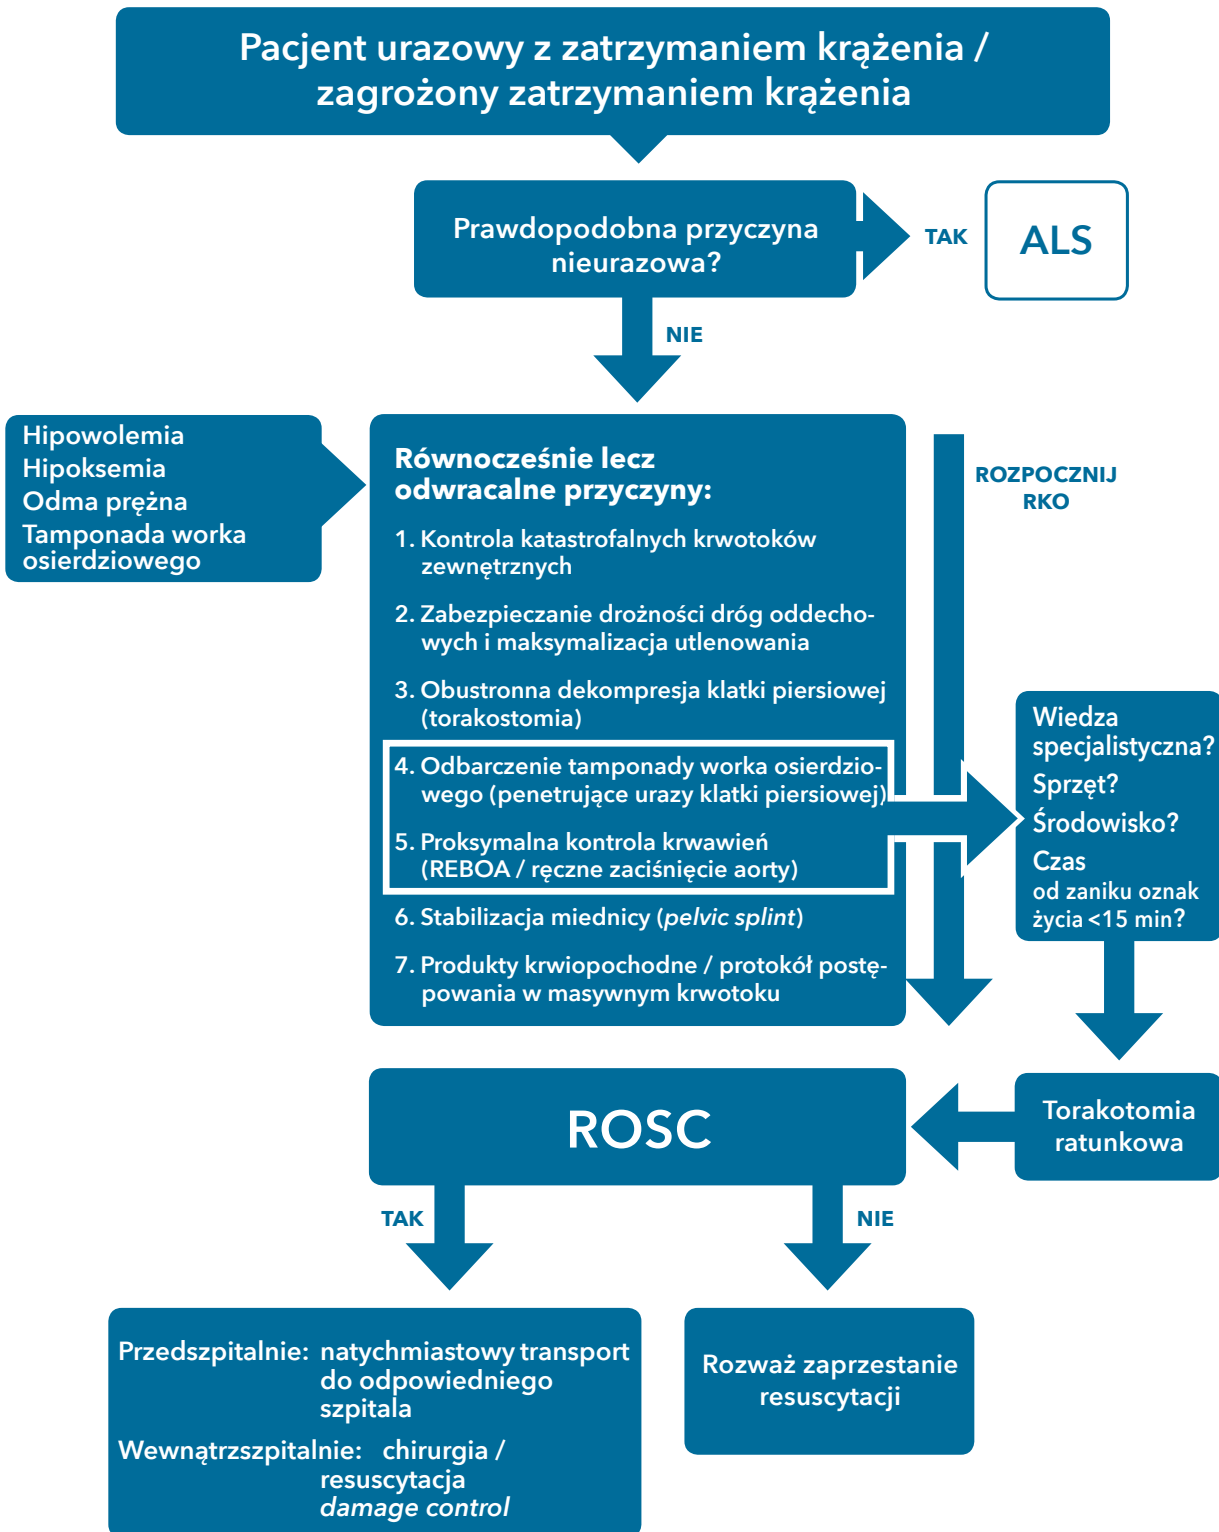 Pacjent urazowy z zatrzymaniem krążenia /
zagrożony zatrzymaniem krążenia
Prawdopodobna przyczyna
nieurazowa?
TAK
ALS
NIE
Hipowolemia
Hipoksemia
Odma prężna
Tamponada worka
osierdziowego
Równocześnie lecz
odwracalne przyczyny:
1. Kontrola katastrofalnych krwotoków
zewnętrznych
2. Zabezpieczanie drożności dróg oddecho-
wych i maksymalizacja utlenowania
3. Obustronna dekompresja klatki piersiowej
(torakostomia)
4. Odbarczenie tamponady worka osierdzio-
wego (penetrujące urazy klatki piersiowej)
5. Proksymalna kontrola krwawień
(REBOA / ręczne zaciśnięcie aorty)
6. Stabilizacja miednicy (pelvic splint)
7. Produkty krwiopochodne / protokół postę-
powania w masywnym krwotoku
ROZPOCZNIJ
RKO
Wiedza
specjalistyczna?
Sprzęt?
Środowisko?
Czas
od zaniku oznak
życia <15 min?
Torakotomia
ratunkowa
ROSC
TAK
NIE
Przedszpitalnie: natychmiastowy transport
do odpowiedniego
szpitala
Wewnątrzszpitalnie: chirurgia /
resuscytacja
damage control
Rozważ zaprzestanie
resuscytacji